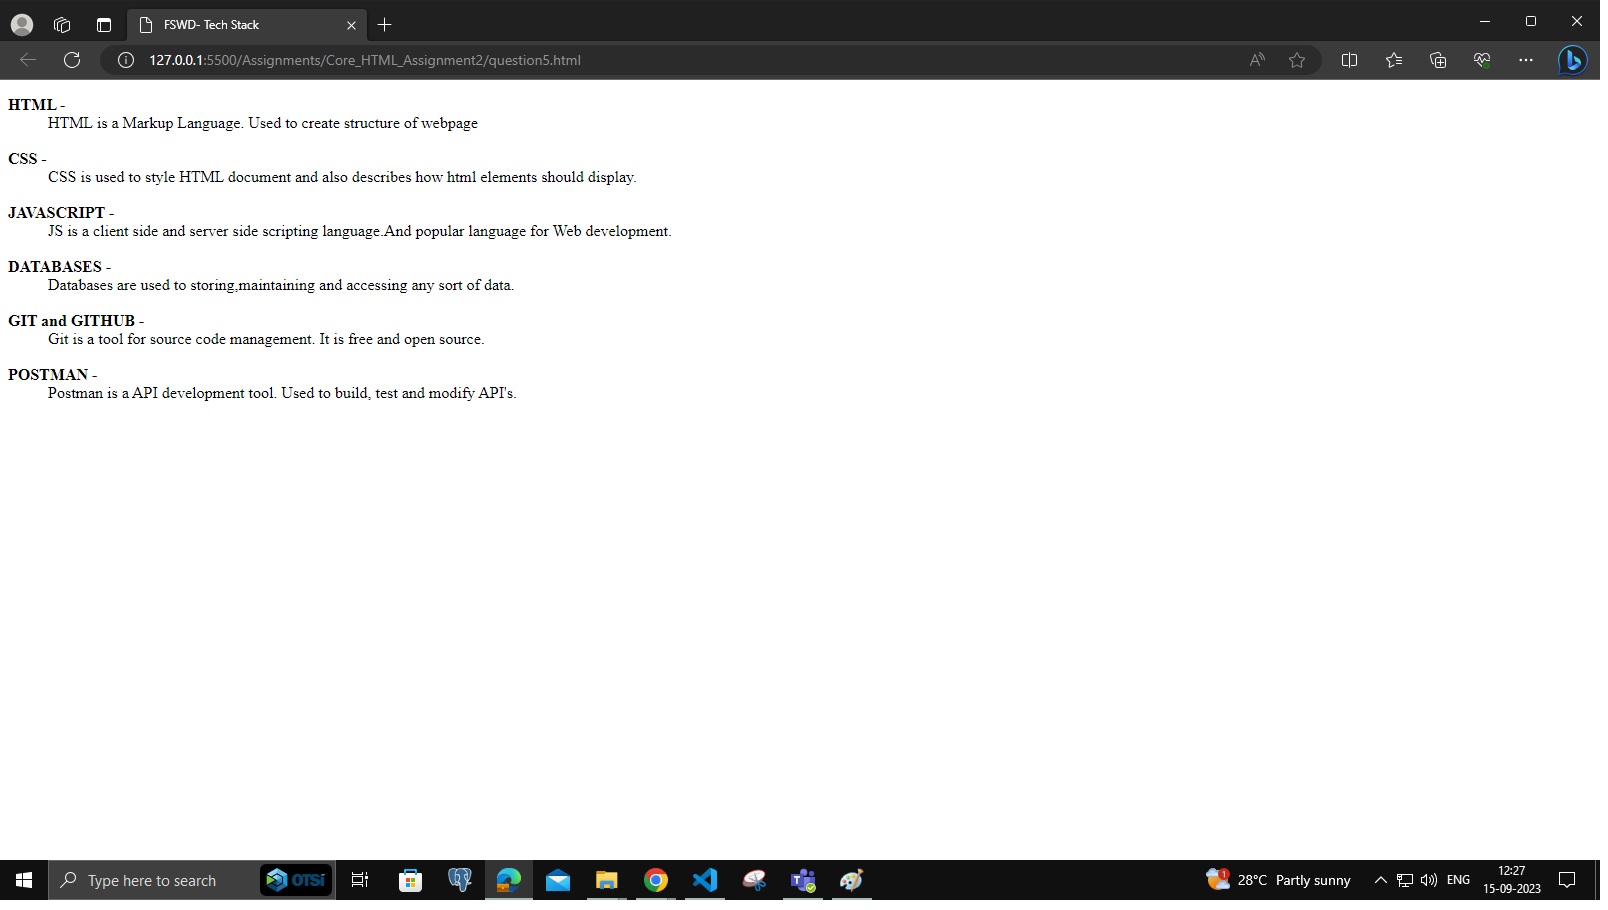 FSWD- Tech Stack
127.0.0.1:5500/Assignments/Core_HTML_Assignment2/question5.html
HTML -
HTML is a Markup Language. Used to create structure of webpage
CSS -
CSS is used to style HTML document and also describes how html elements should display.
JAVASCRIPT -
JS is a client side and server side scripting language.And popular language for Web development.
DATABASES -
Databases are used to storing,maintaining and accessing any sort of data.
GIT and GITHUB -
Git is a tool for source code management. It is free and open source.
POSTMAN -
Postman is a API development tool. Used to build, test and modify API's.
Type here to search
OTSi
1
28°C Partly sunny
ENG
12:27
15-09-2023